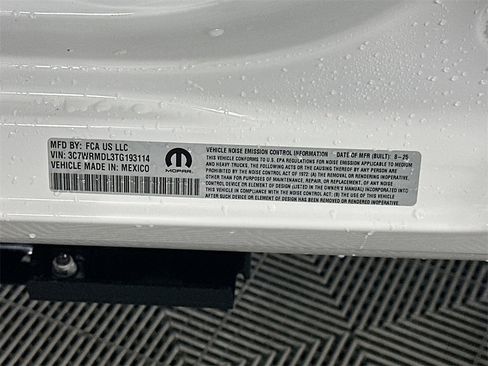 MFD BY: FCA US LLC
VIN: 3C7WRMDL3TG193114
VEHICLE MADE IN: MEXICO
MOPAR
VEHICLE NOISE EMISSION CONTROL INFORMATION DATE OF MFR (BUILT): 8-25
THIS VEHICLE CONFORMS TO U.S. EPA REGULATIONS FOR NOISE EMISSION APPLICABLE TO MEDIUM
AND HEAVY TRUCKS. THE FOLLOWING ACTS OR THE CAUSING THEREOF BY ANY PERSON ARE
PROHIBITED BY THE NOISE CONTROL ACT OF 1972: (A) THE REMOVAL OR RENDERING INOPERATIVE
OTHER THAN FOR PURPOSES OF MAINTENANCE, REPAIR, OR REPLACEMENT, OF ANY NOISE
CONTROL DEVICE OR ELEMENT OF DESIGN (LISTED IN THE OWNER'S MANUAL) INCORPORATED INTO
THIS VEHICLE IN COMPLIANCE WITH THE NOISE CONTROL ACT; (B) THE USE OF THIS VEHICLE
AFTER SUCH DEVICE OR ELEMENT OF DESIGN HAS BEEN REMOVED OR RENDERED INOPERATIVE